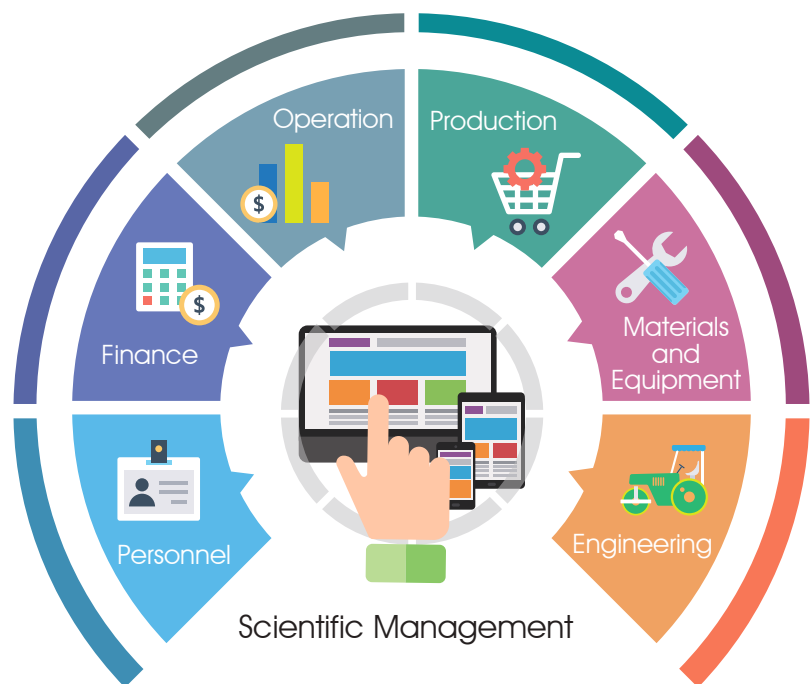 Operation
Production
$
Finance
$
Materials
and
Equipment
Personnel
Engineering
Scientific Management